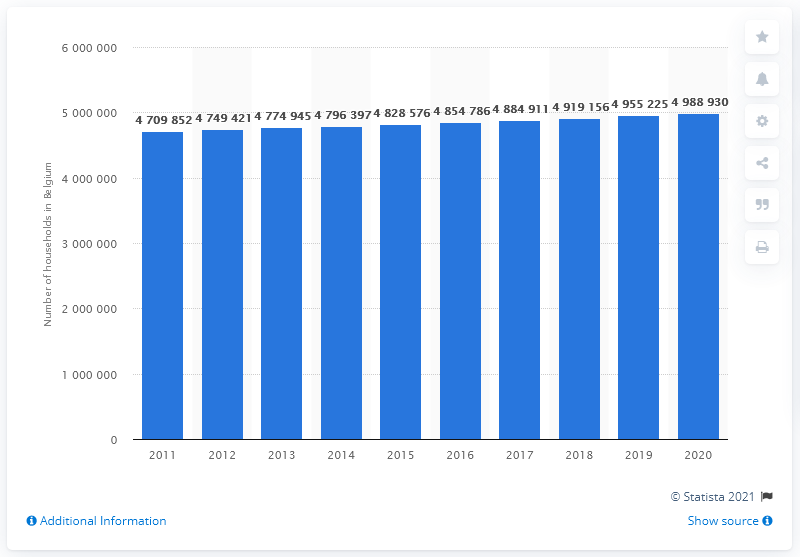 6 000 000
5 000 000
4 000 000
3 000 000
2 000 000
1 000 000
0
Number of households in Belgium
4 709 852
4 749 421
4 774 945
4 796 397
4 828 576
4 854 786
4 884 911
4 919 156
4 955 225
4 988 930
2011 2012 2013 2014 2015 2016 2017 2018 2019 2020
© Statista 2021
Additional Information
Show source